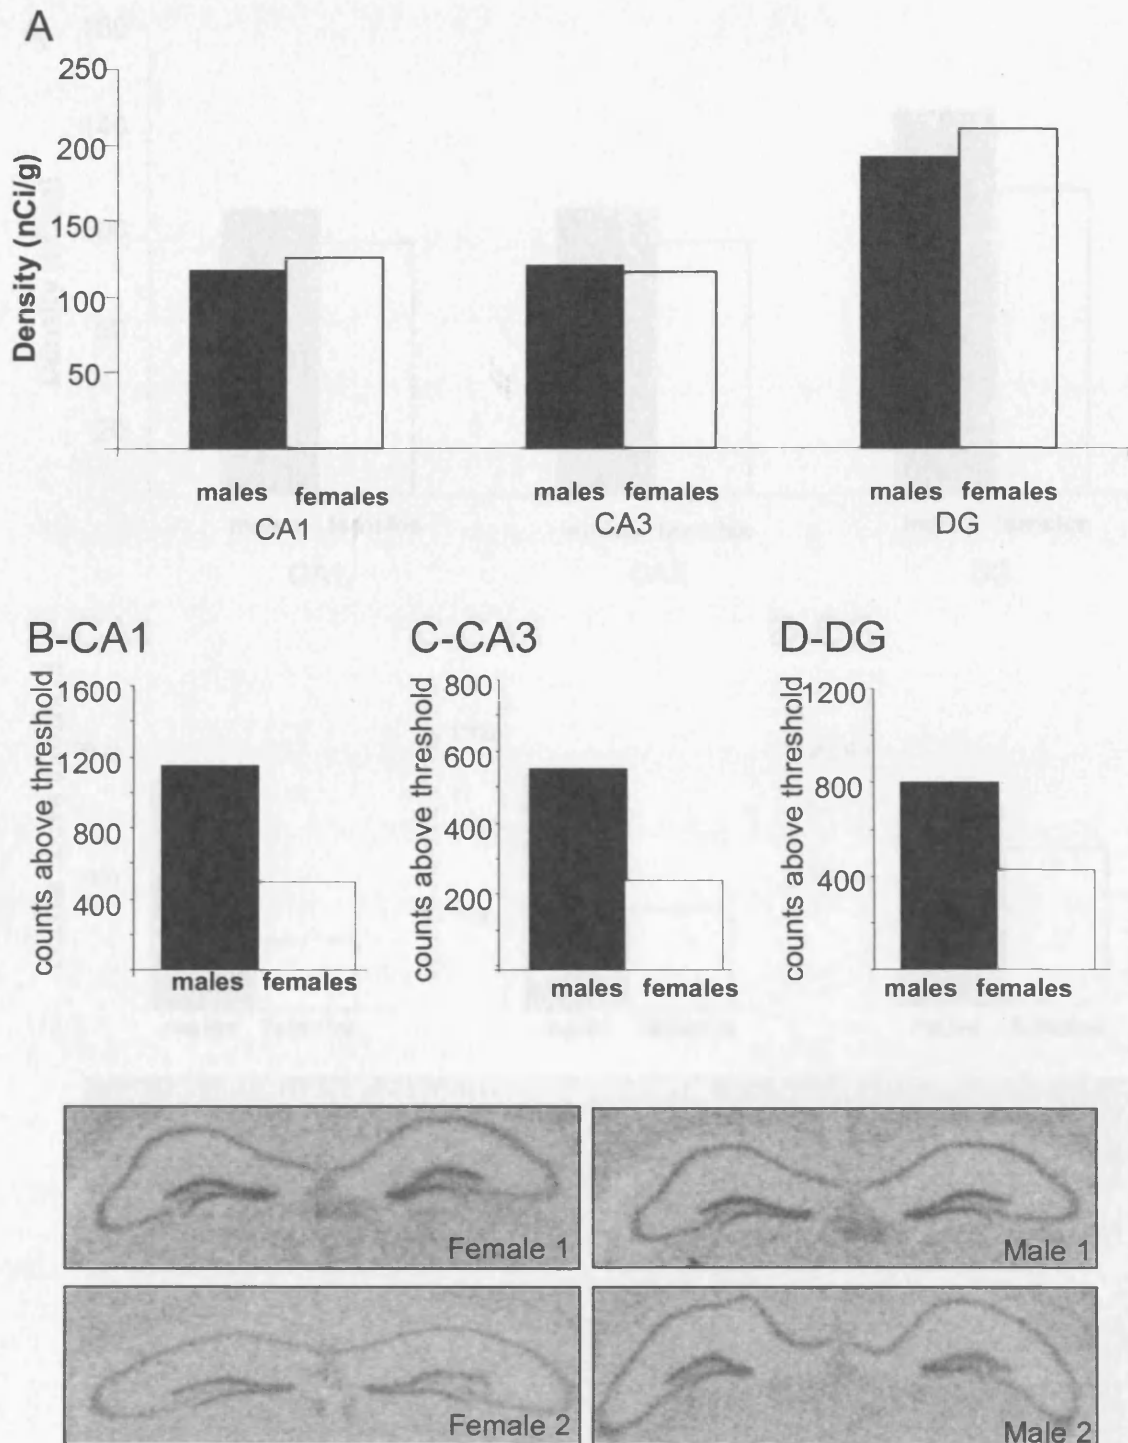 A
Density (nCi/g)
250
200
150
100
50
males females
CA1
males females
CA3
males females
DG
B-CA1
counts above threshold
1600
1200
800
400
males females
C-CA3
counts above threshold
800
600
400
200
males females
D-DG
counts above threshold
1200
800
400
males females
Female 1
Male 1
Female 2
Male 2